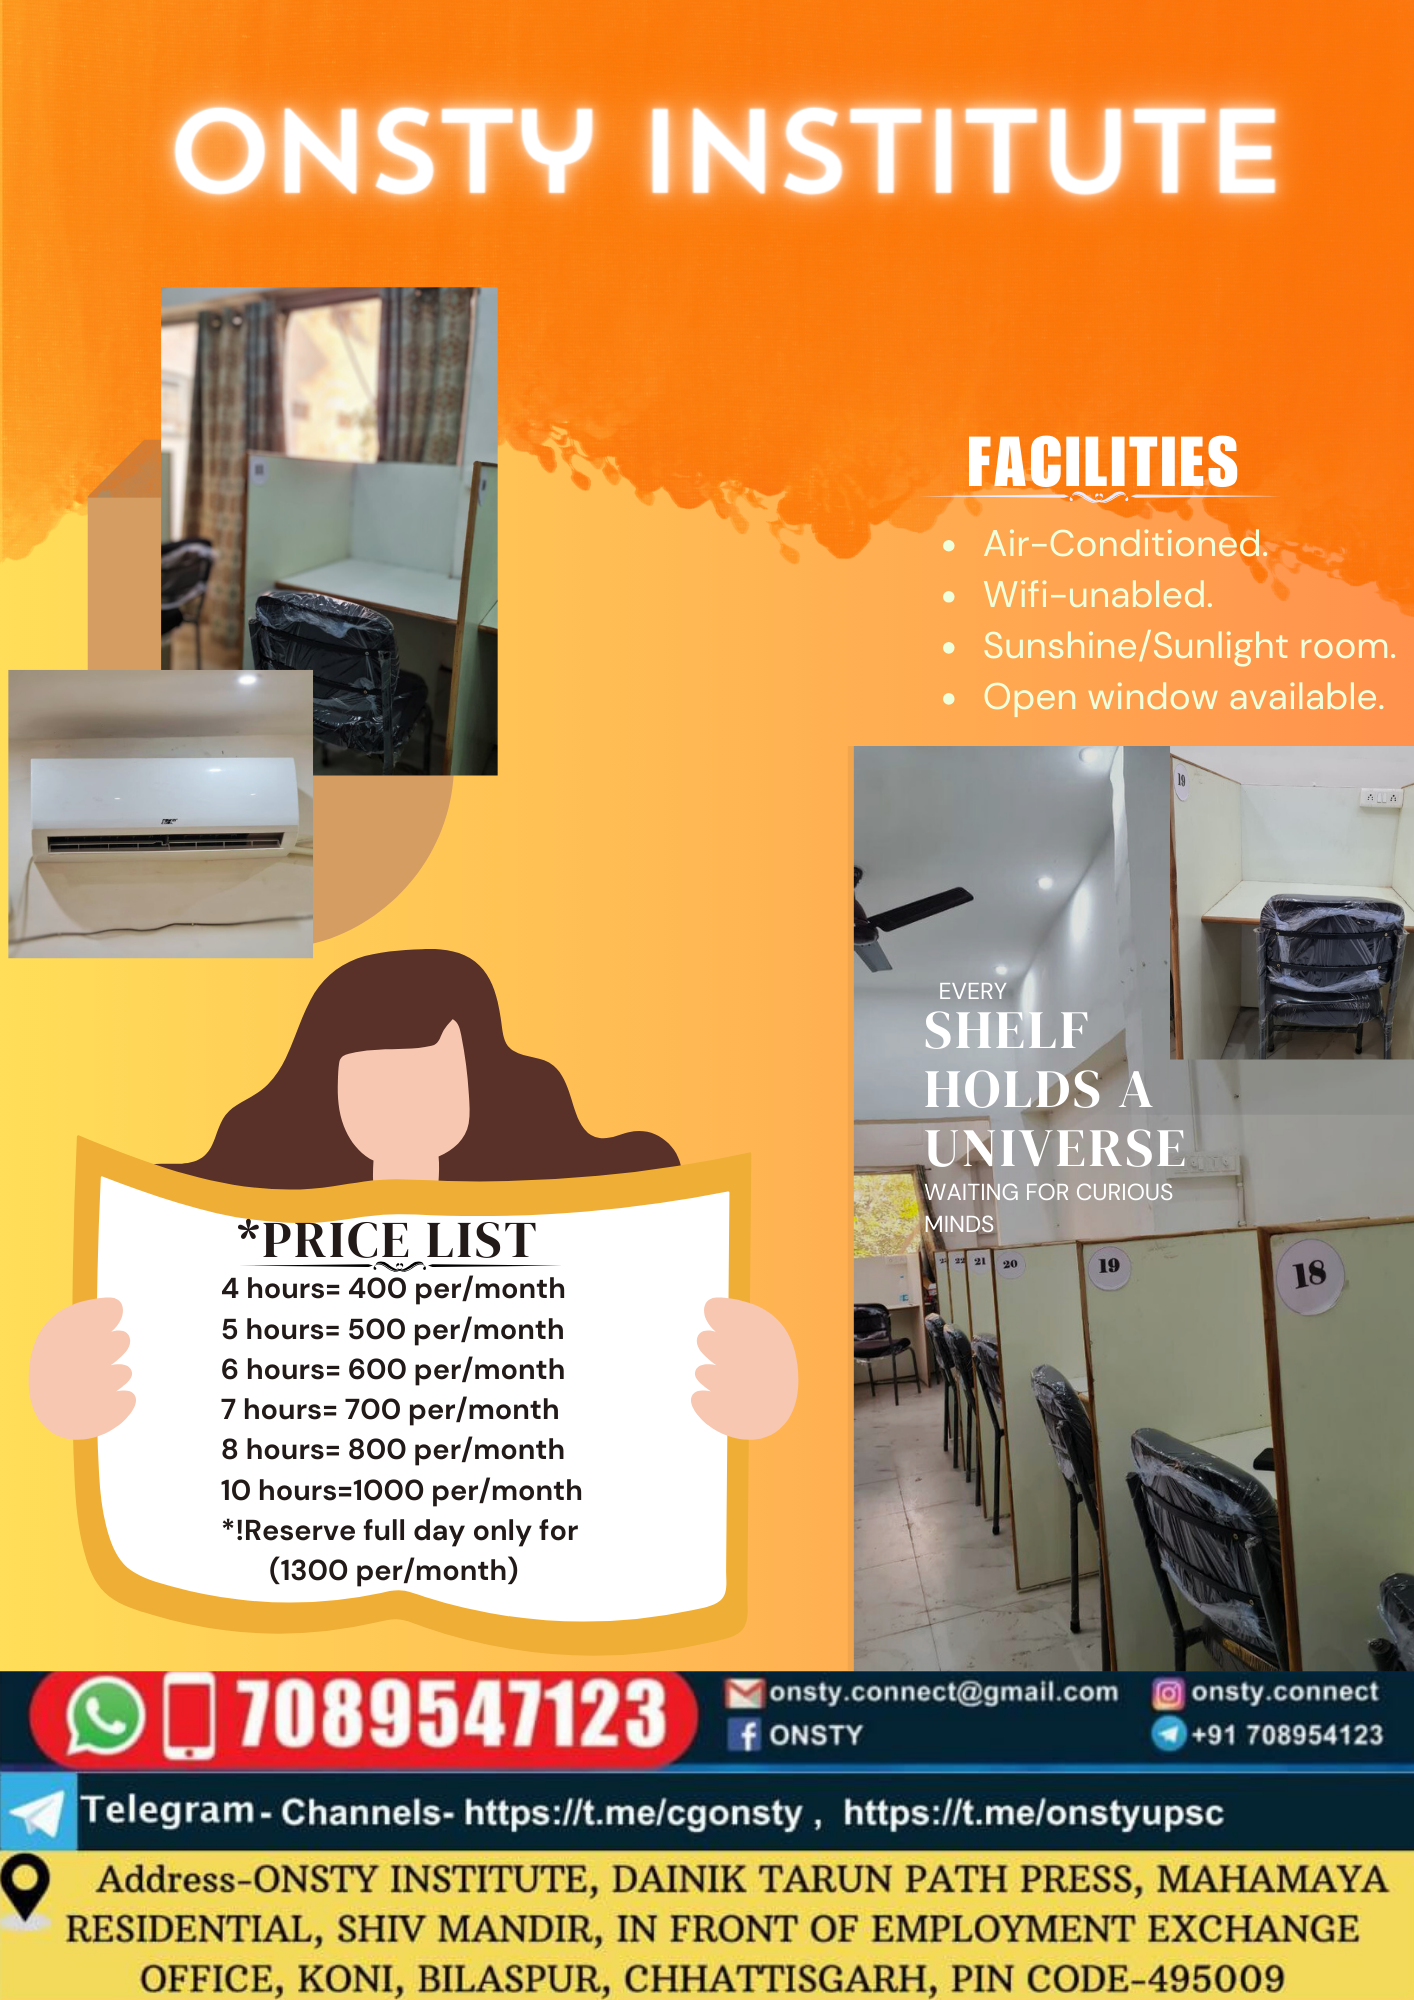 ONSTY INSTITUTE
FACILITIES
• Air-Conditioned.
• Wifi-unabled.
• Sunshine/Sunlight room.
• Open window available.
19
EVERY
SHELF
HOLDS A
UNIVERSE
WAITING FOR CURIOUS
MINDS
22 21 20 19 18
*PRICE LIST
4 hours= 400 per/month
5 hours= 500 per/month
6 hours= 600 per/month
7 hours= 700 per/month
8 hours= 800 per/month
10 hours=1000 per/month
*!Reserve full day only for
(1300 per/month)
7089547123
onsty.connect@gmail.com
onsty.connect
ONSTY
+91 708954123
Telegram- Channels- https://t.me/cgonsty , https://t.me/onstyupsc
Address-ONSTY INSTITUTE, DAINIK TARUN PATH PRESS, MAHAMAYA
RESIDENTIAL, SHIV MANDIR, IN FRONT OF EMPLOYMENT EXCHANGE
OFFICE, KONI, BILASPUR, CHHATTISGARH, PIN CODE-495009